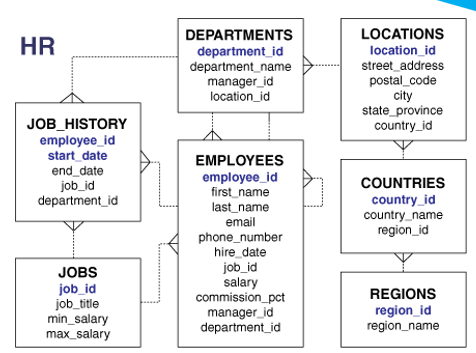 HR
DEPARTMENTS
department_id
department_name
manager_id
location_id
LOCATIONS
location_id
street_address
postal_code
city
state_province
country_id
JOB_HISTORY
employee_id
start_date
end_date
job_id
department_id
EMPLOYEES
employee_id
first_name
last_name
email
phone_number
hire_date
job_id
salary
commission_pct
manager_id
department_id
COUNTRIES
country_id
country_name
region_id
JOBS
job_id
job_title
min_salary
max_salary
REGIONS
region_id
region_name